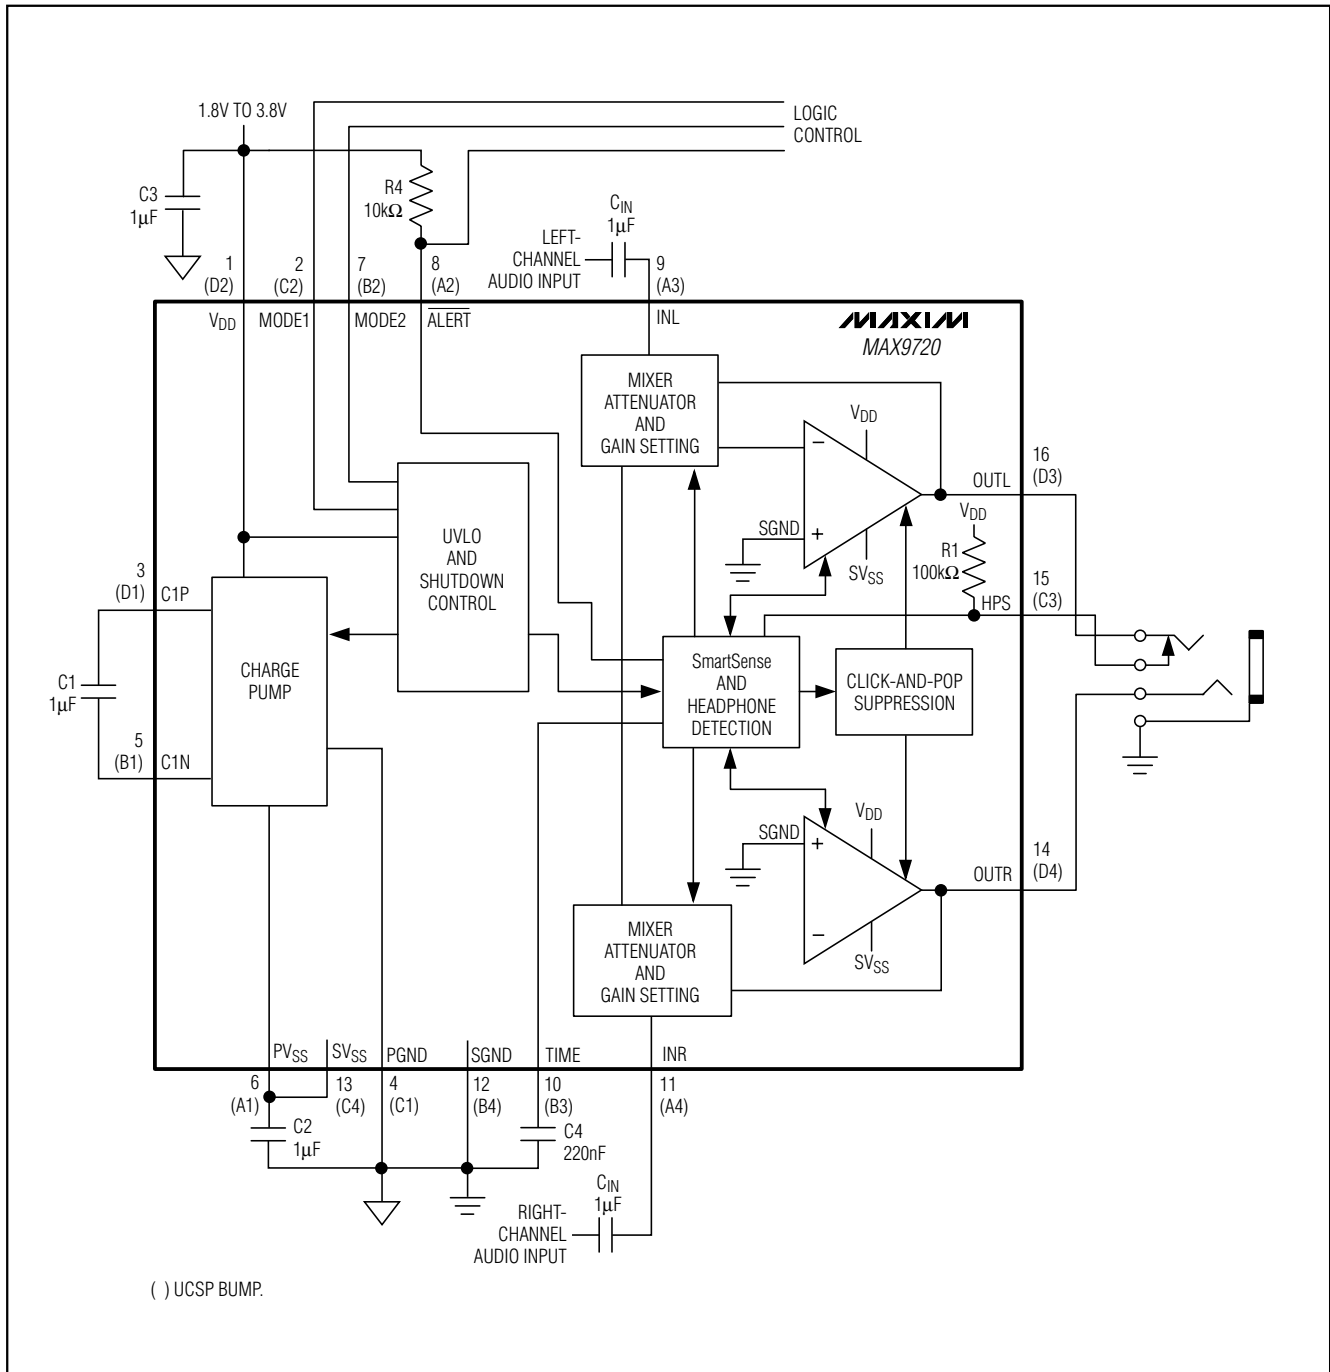 1.8V TO 3.8V
LOGIC
CONTROL
C3
1µF
R4
10kΩ
CIN
1µF
LEFT-
CHANNEL
AUDIO INPUT
1
(D2)
2
(C2)
7
(B2)
8
(A2)
9
(A3)
VDD
MODE1
MODE2
ALERT
INL
MAXIM
MAX9720
MIXER
ATTENUATOR
AND
GAIN SETTING
VDD
−
+
SGND
SVSS
OUTL
16
(D3)
VDD
R1
100kΩ
HPS
15
(C3)
UVLO
AND
SHUTDOWN
CONTROL
3
(D1)
C1P
C1
1µF
5
(B1)
C1N
CHARGE
PUMP
SmartSense
AND
HEADPHONE
DETECTION
CLICK-AND-POP
SUPPRESSION
VDD
SGND
+
−
SVSS
OUTR
14
(D4)
MIXER
ATTENUATOR
AND
GAIN SETTING
PVSS
SVSS
PGND
SGND
TIME
INR
6
(A1)
13
(C4)
4
(C1)
12
(B4)
10
(B3)
11
(A4)
C2
1µF
C4
220nF
CIN
1µF
RIGHT-
CHANNEL
AUDIO INPUT
( ) UCSP BUMP.